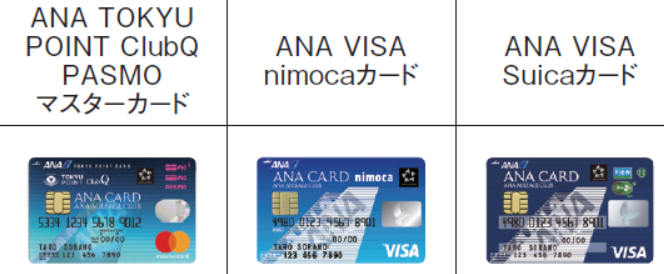 ANA TOKYU
POINT ClubQ
PASMO
マスターカード
ANA VISA
nimocaカード
ANA VISA
Suicaカード
ANA TOKYU POINT CARD
TOKYU
POINT ClubQ
PASMO
ANA CARD
ANA MILEAGE CLUB
5334 1234 5678 9012
00/00
TARO SORANO
123 456 7890
mastercard
ANA
ANA CARD nimoca
ANA MILEAGE CLUB
4980 0123 4567 8901
00/00
TARO SORANO
123 456 7890
VISA
ANA
ANA CARD
ANA MILEAGE CLUB
4980 0123 4567 8901
00/00
TARO SORANO
123 456 7890
VISA